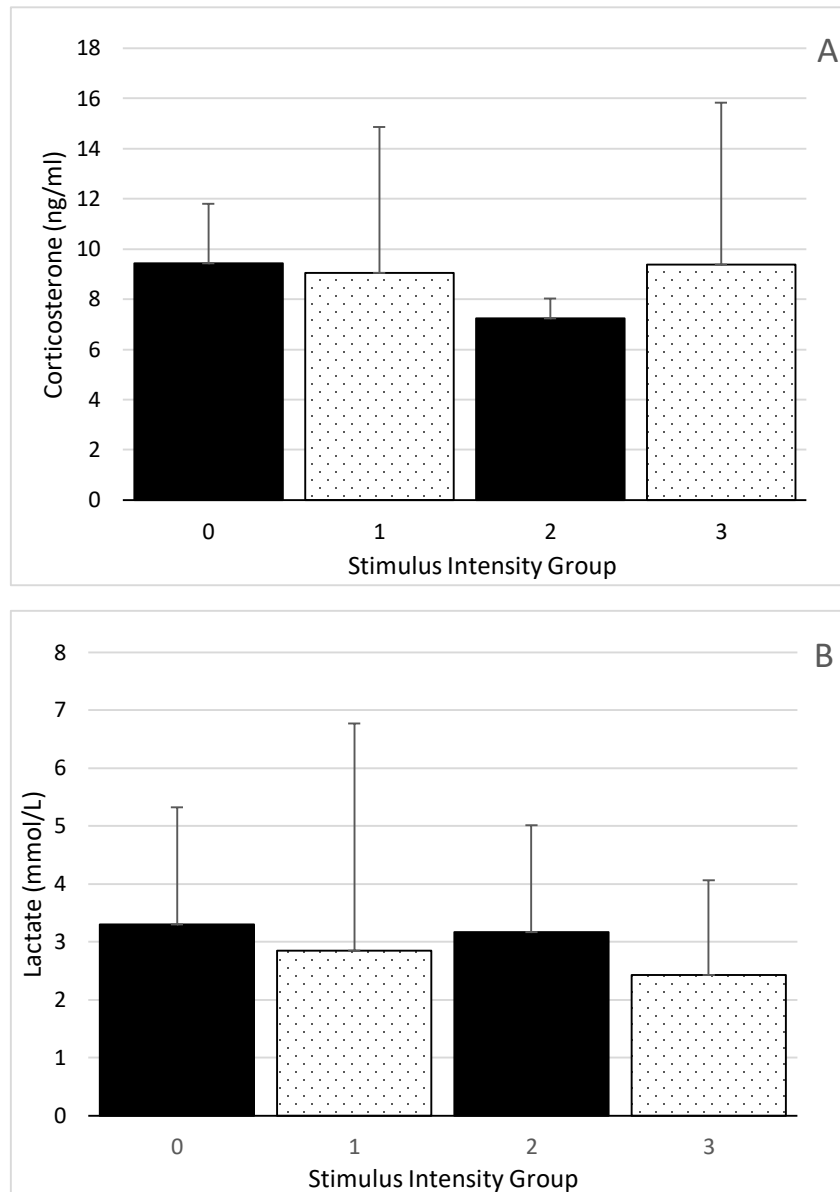 A
18
16
14
12
10
8
6
4
2
0
Corticosterone (ng/ml)
0 1 2 3
Stimulus Intensity Group
B
8
7
6
5
4
3
2
1
0
Lactate (mmol/L)
0 1 2 3
Stimulus Intensity Group